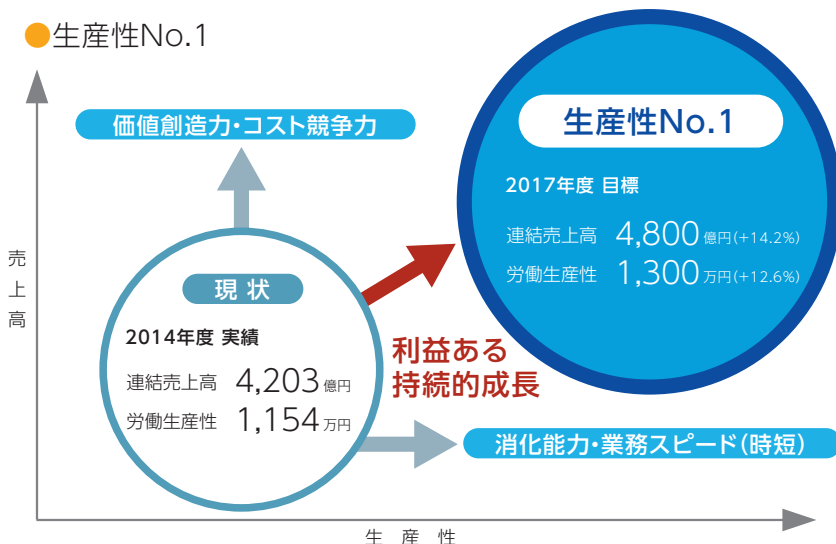 ●生産性No.1
価値創造力・コスト競争力
生産性No.1
2017年度 目標
連結売上高 4,800億円(+14.2%)
労働生産性 1,300万円(+12.6%)
売上高
現状
2014年度 実績
連結売上高 4,203億円
労働生産性 1,154万円
利益ある
持続的成長
消化能力・業務スピード(時短)
生産性